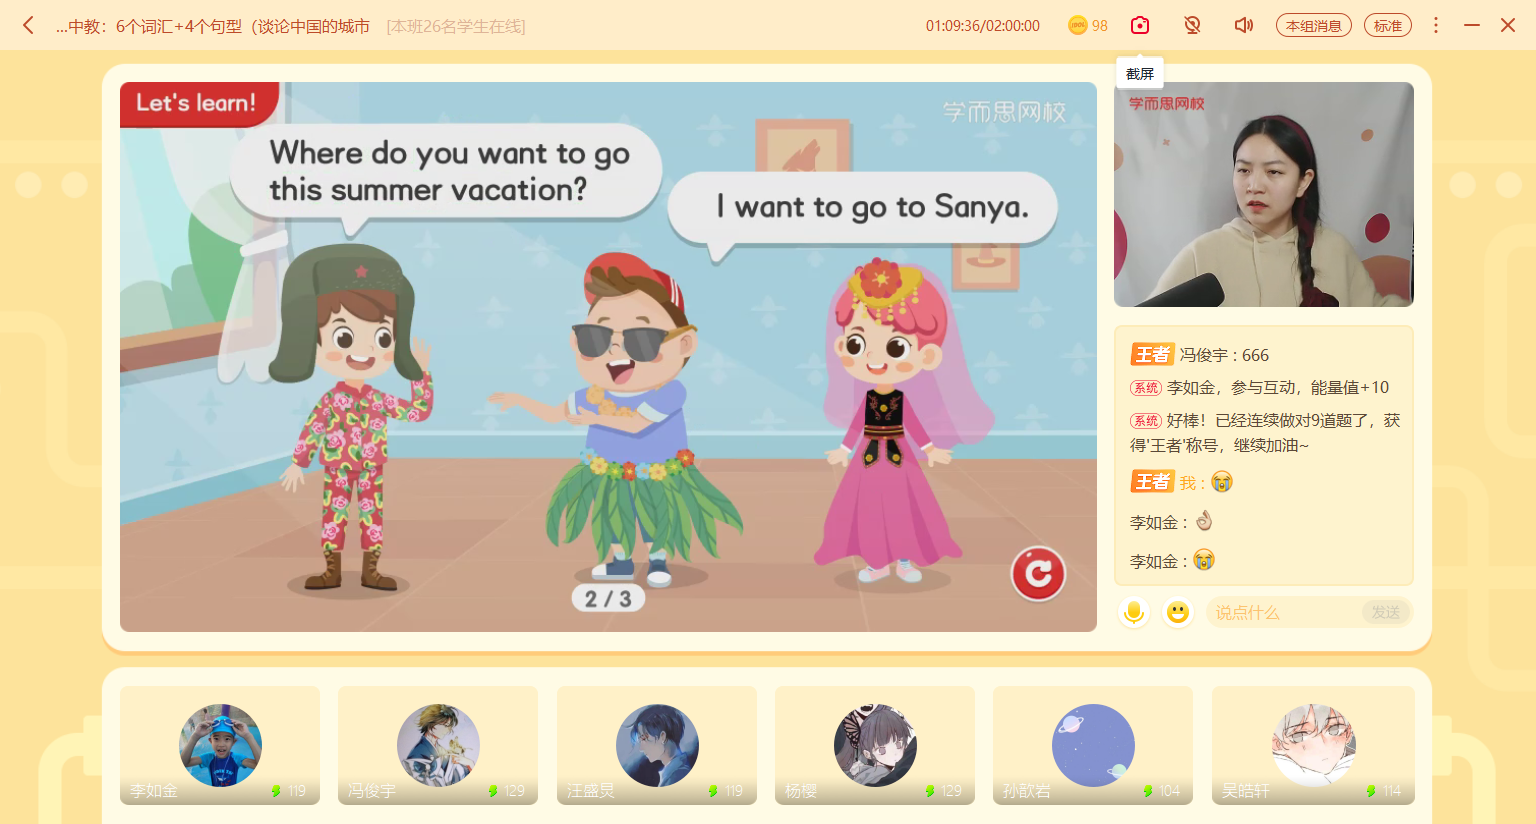 ...中教：6个词汇+4个句型（谈论中国的城市
[本班26名学生在线]
01:09:36/02:00:00
98
本组消息
标准
截屏
Let's learn!
学而思网校
Where do you want to go
this summer vacation?
I want to go to Sanya.
2 / 3
学而思网校
王者 冯俊宇 : 666
系统 李如金，参与互动，能量值+10
系统 好棒！已经连续做对9道题了，获
得'王者'称号，继续加油~
王者 我 : 😭
李如金 : 👌
李如金 : 😭
说点什么
发送
李如金 119
冯俊宇 129
汪盛炅 119
杨樱 129
孙歆岩 104
吴皓轩 114